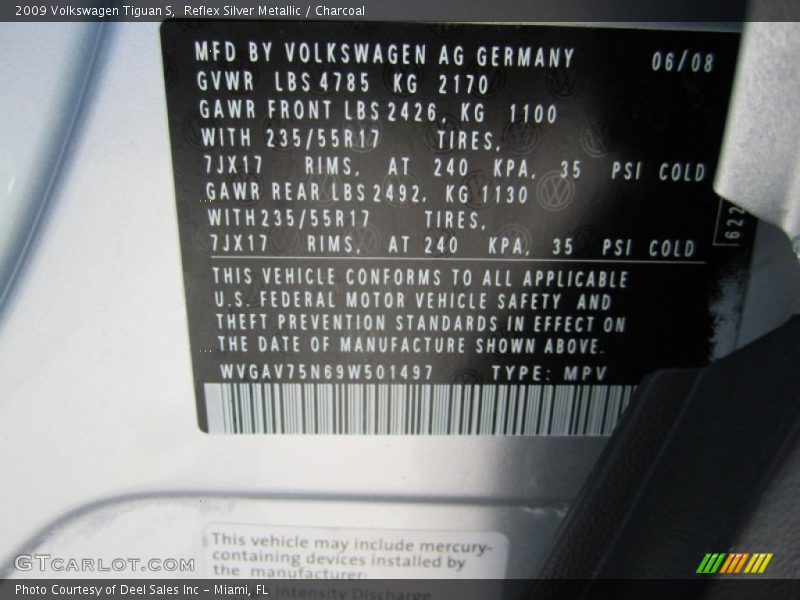 2009 Volkswagen Tiguan S, Reflex Silver Metallic / Charcoal
MFD BY VOLKSWAGEN AG GERMANY 06/08
GVWR LBS 4785 KG 2170
GAWR FRONT LBS 2426, KG 1100
WITH 235/55R17 TIRES,
7JX17 RIMS, AT 240 KPA, 35 PSI COLD
GAWR REAR LBS 2492, KG 1130
WITH 235/55R17 TIRES,
7JX17 RIMS, AT 240 KPA, 35 PSI COLD
622
THIS VEHICLE CONFORMS TO ALL APPLICABLE
U.S. FEDERAL MOTOR VEHICLE SAFETY AND
THEFT PREVENTION STANDARDS IN EFFECT ON
THE DATE OF MANUFACTURE SHOWN ABOVE.
WVGAV75N69W501497 TYPE: MPV
This vehicle may include mercury-
containing devices installed by
the manufacturer:
Intensity Discharge
GTCARLOT.COM
Photo Courtesy of Deel Sales Inc - Miami, FL